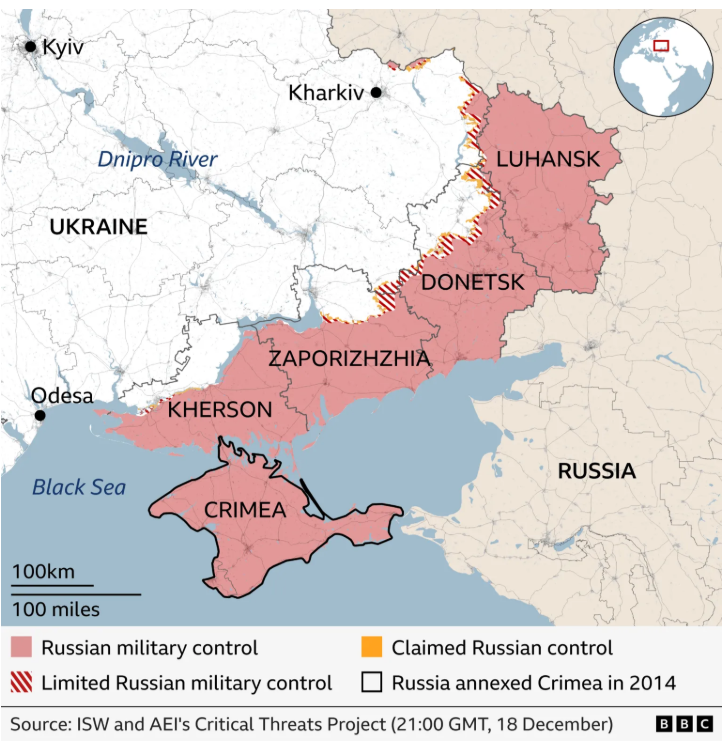 Kyiv
Kharkiv
Dnipro River
LUHANSK
UKRAINE
DONETSK
ZAPORIZHZHIA
Odesa
KHERSON
RUSSIA
Black Sea
CRIMEA
100km
100 miles
Russian military control
Claimed Russian control
Limited Russian military control
Russia annexed Crimea in 2014
Source: ISW and AEI's Critical Threats Project (21:00 GMT, 18 December)
BBC